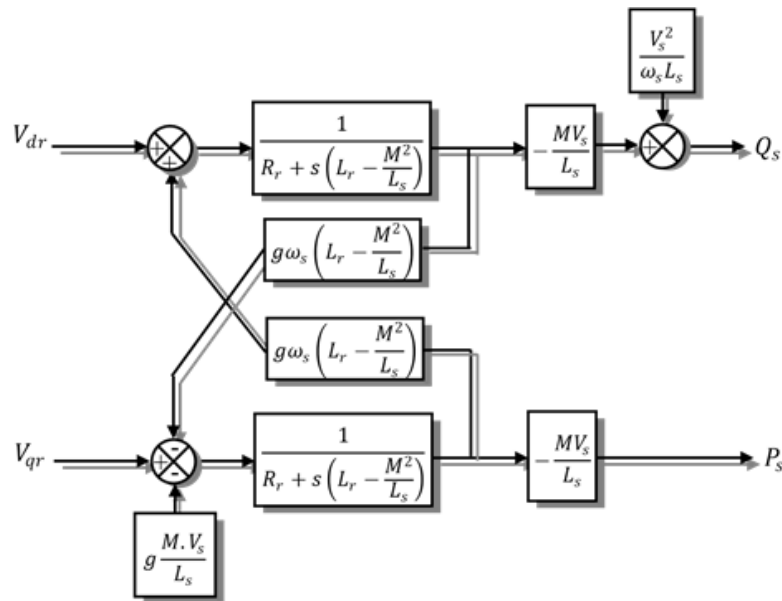 V_s^2 / ω_s L_s
V_dr
+
+
1 / R_r + s(L_r − M^2/L_s)
− MV_s / L_s
+
Q_s
gω_s (L_r − M^2/L_s)
gω_s (L_r − M^2/L_s)
V_qr
-
+
-
1 / R_r + s(L_r − M^2/L_s)
− MV_s / L_s
P_s
g M.V_s / L_s